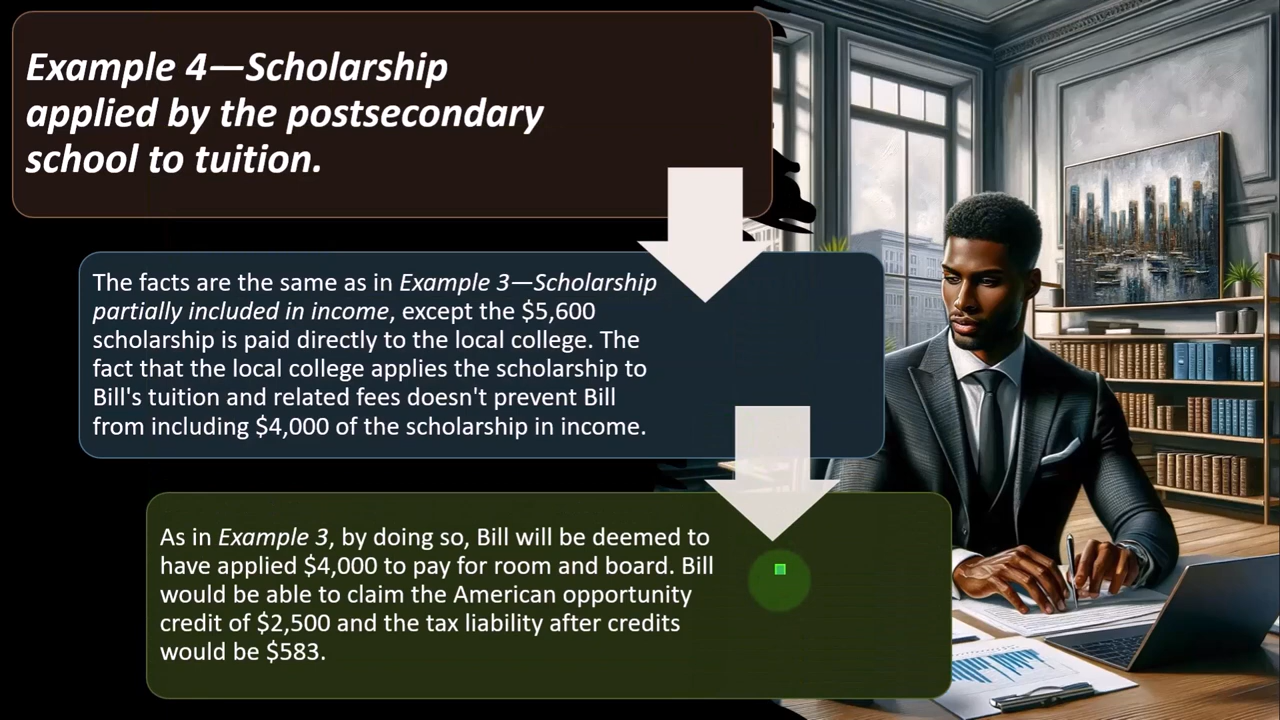 Example 4—Scholarship
applied by the postsecondary
school to tuition.
The facts are the same as in Example 3—Scholarship
partially included in income, except the $5,600
scholarship is paid directly to the local college. The
fact that the local college applies the scholarship to
Bill's tuition and related fees doesn't prevent Bill
from including $4,000 of the scholarship in income.
As in Example 3, by doing so, Bill will be deemed to
have applied $4,000 to pay for room and board. Bill
would be able to claim the American opportunity
credit of $2,500 and the tax liability after credits
would be $583.